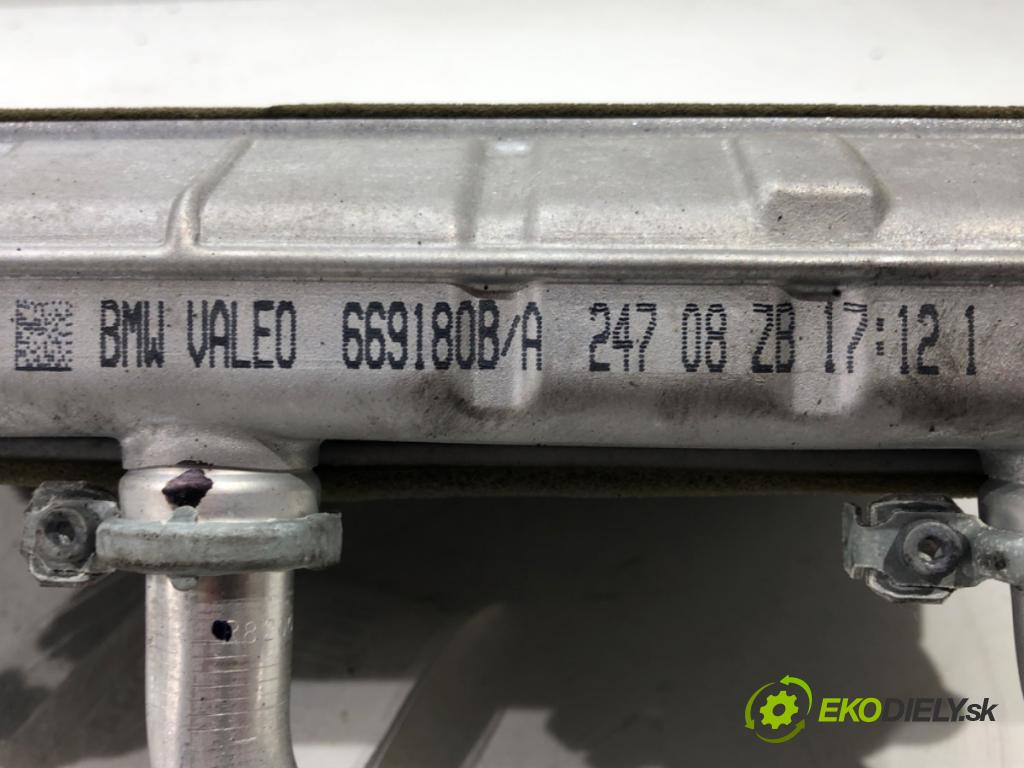 BMW VALEO 669180B/A 247 08 ZB 17:12 1
EKODIELY.sk